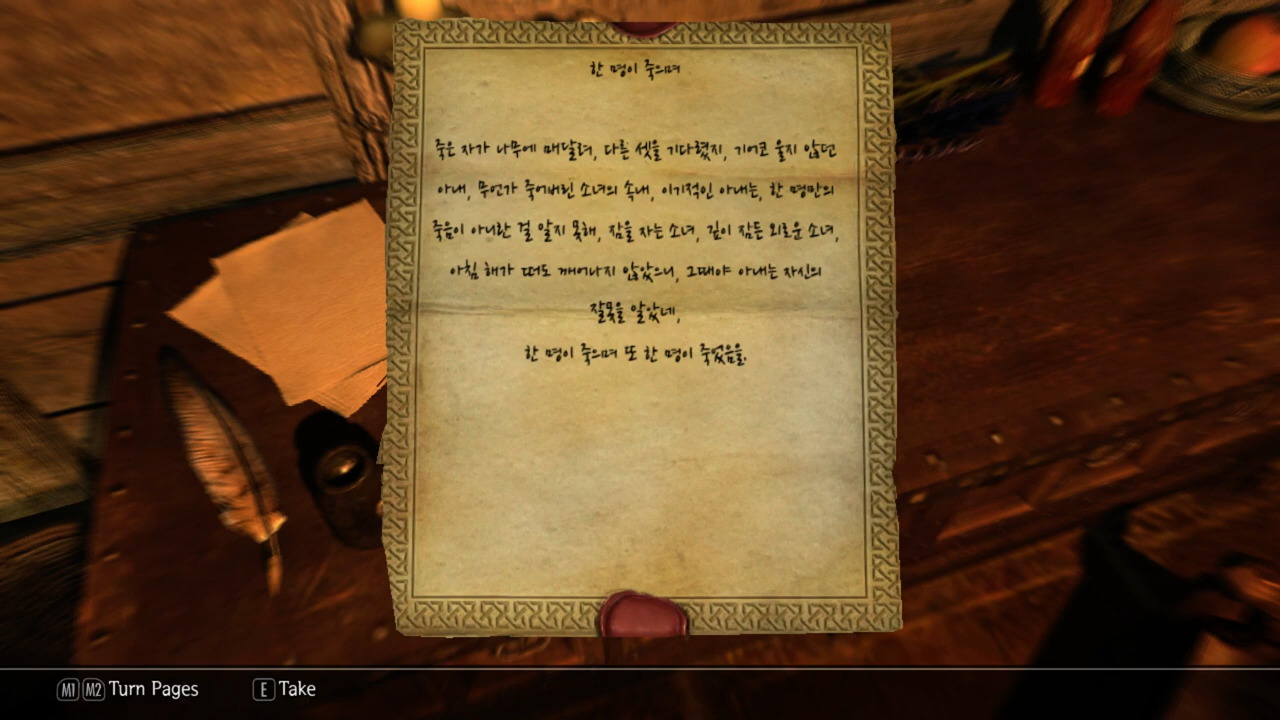 한 명이 죽으며
죽은 자가 나무에 매달려, 다른 셋을 기다렸지, 기어코 울지 않던
아내, 무언가 죽어버린 소녀의 속내, 이기적인 아내는, 한 명만의
죽음이 아니란 걸 알지 못해, 잠을 자는 소녀, 깊이 잠든 외로운 소녀,
아침 해가 떠도 깨어나지 않았으니, 그때야 아내는 자신의
잘못을 알았네,
한 명이 죽으며 또 한 명이 죽었음을.
M1 M2 Turn Pages E Take